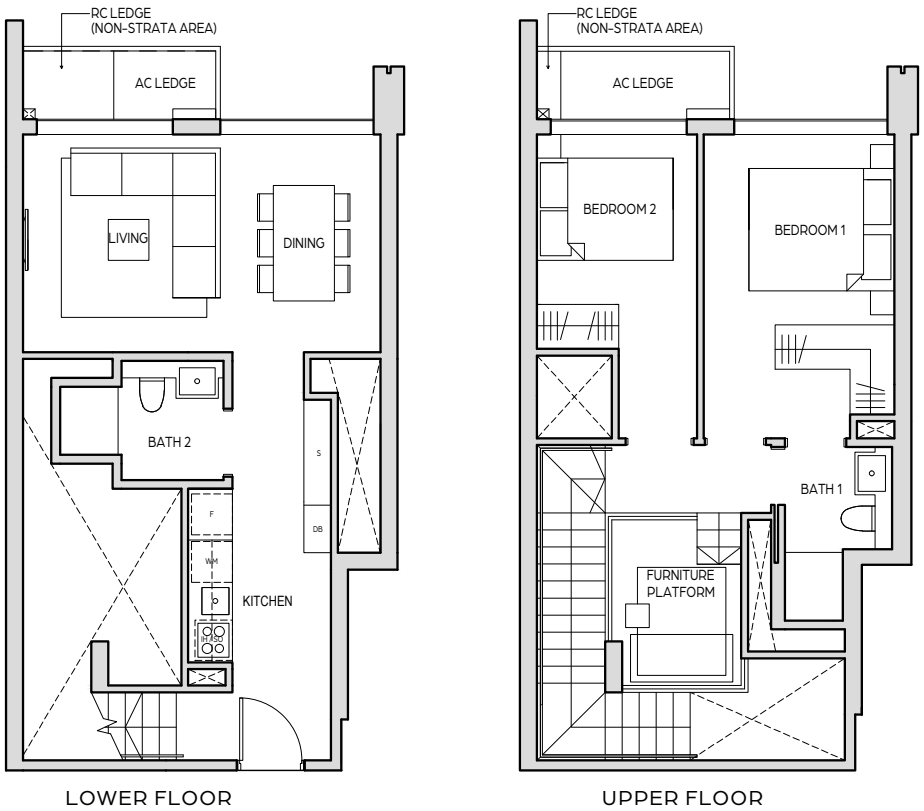 RC LEDGE
(NON-STRATA AREA)
AC LEDGE
LIVING
DINING
BATH 2
S
DB
F
WM
KITCHEN
LOWER FLOOR
RC LEDGE
(NON-STRATA AREA)
AC LEDGE
BEDROOM 2
BEDROOM 1
BATH 1
FURNITURE
PLATFORM
UPPER FLOOR